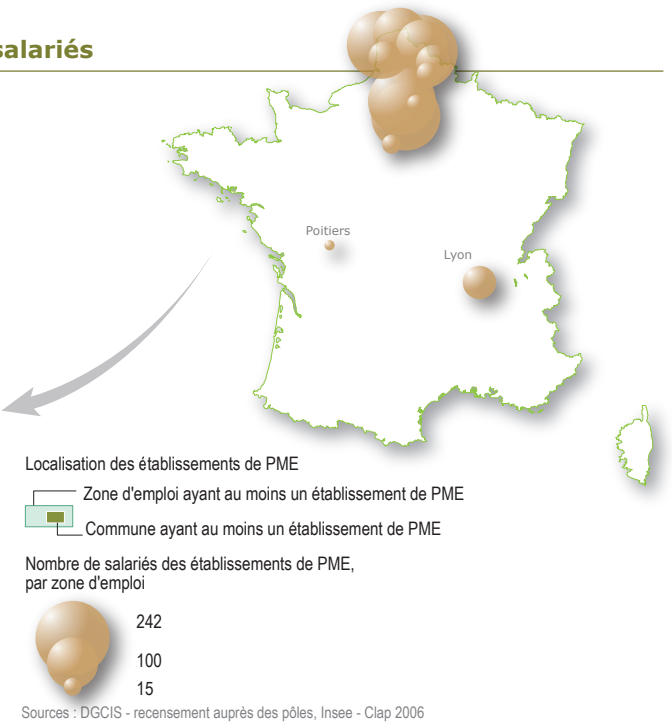 salariés
Poitiers
Lyon
Localisation des établissements de PME
Zone d'emploi ayant au moins un établissement de PME
Commune ayant au moins un établissement de PME
Nombre de salariés des établissements de PME,
par zone d'emploi
242
100
15
Sources : DGCIS - recensement auprès des pôles, Insee - Clap 2006